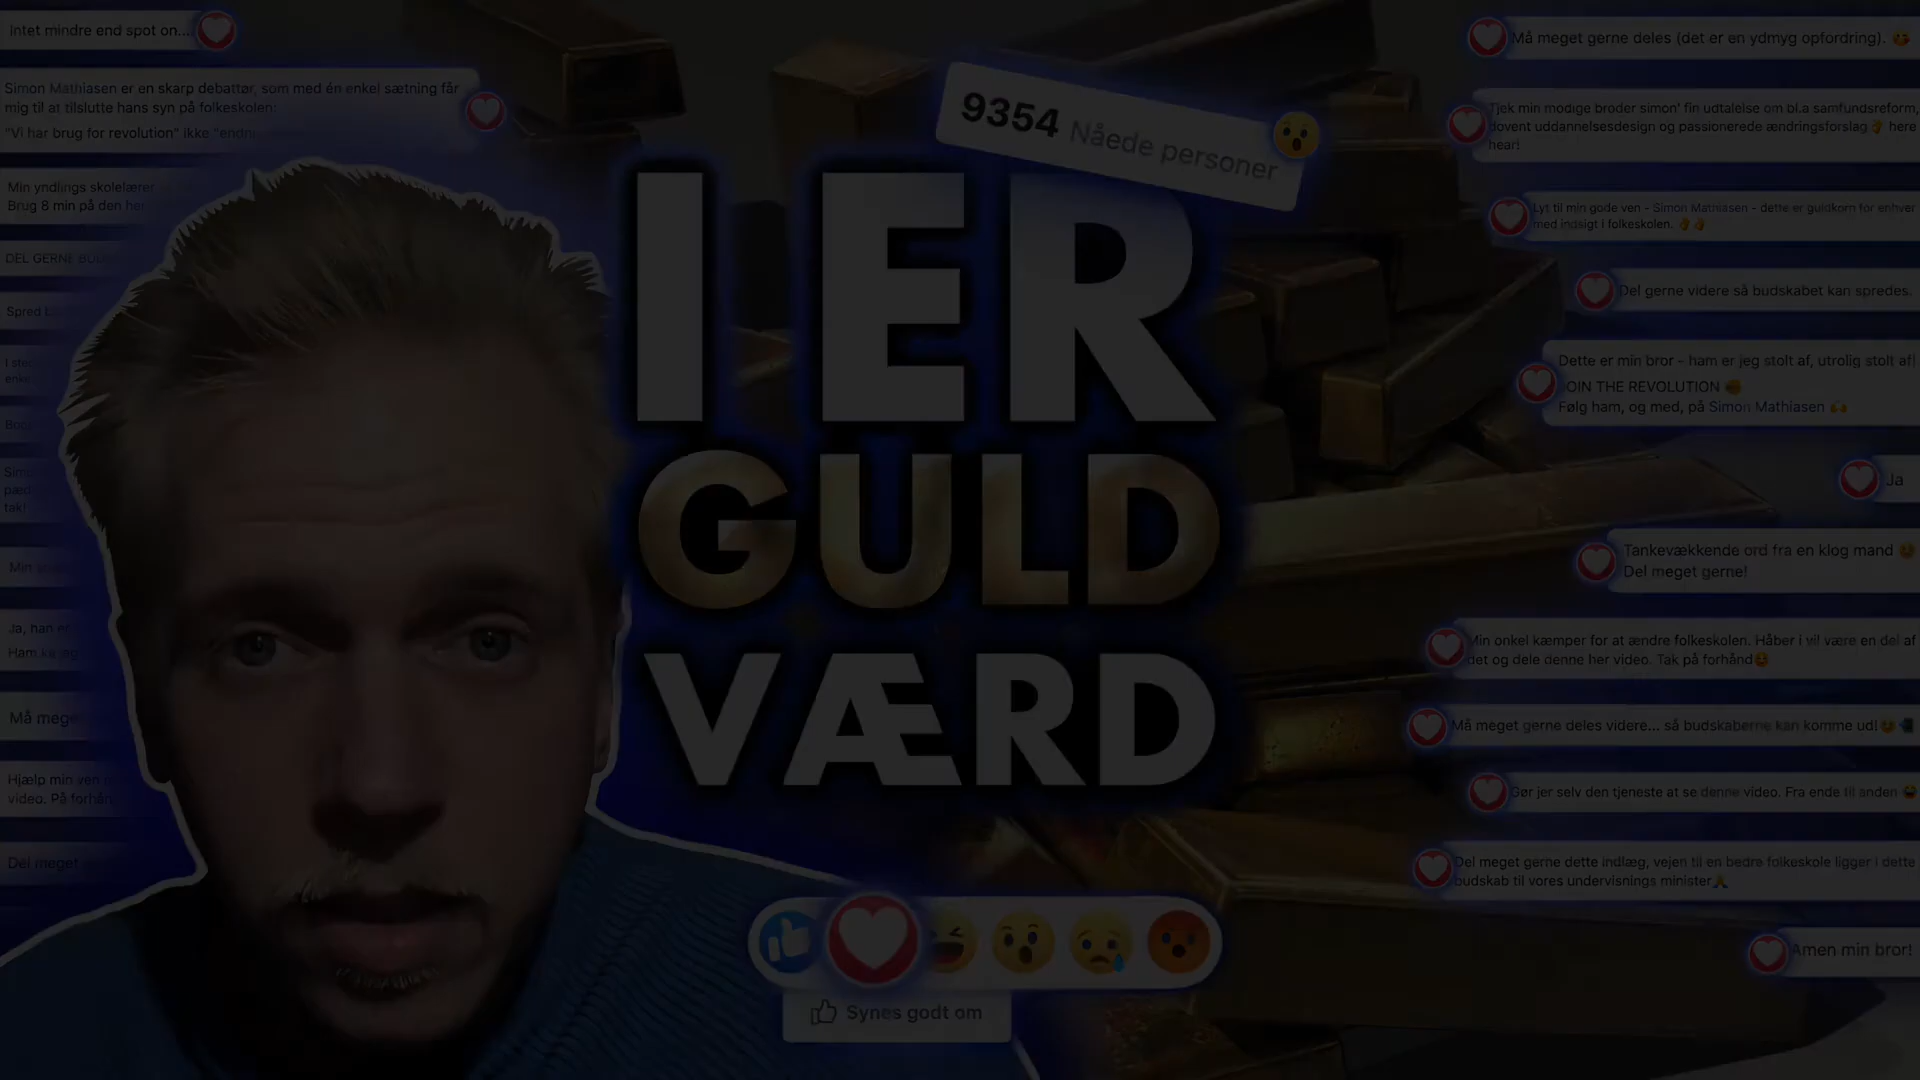 Intet mindre end spot on...
Simon Mathiasen er en skarp debattør, som med én enkel sætning får
mig til at tilslutte hans syn på folkeskolen:
"Vi har brug for revolution" ikke "endn
Min yndlings skolelærer
Brug 8 min på den her
DEL GERNE
Spred
I
enke
Simo
pæd
tak!
Min
Ja, han er
Ham
Må meget
Hjælp min ven
video. På forhån
Del meget
9354 Nåede personer
I ER
GULD
VÆRD
Synes godt om
Må meget gerne deles (det er en ydmyg opfordring).
Tjek min modige broder simon' fin udtalelse om bl.a samfundsreform,
dovent uddannelsesdesign og passionerede ændringsforslag here
hear!
Lyt til min gode ven - Simon Mathiasen - dette er guldkorn for enhver
med indsigt i folkeskolen.
Del gerne videre så budskabet kan spredes.
Dette er min bror - ham er jeg stolt af, utrolig stolt af!
JOIN THE REVOLUTION
Følg ham, og med, på Simon Mathiasen
Ja
Tankevækkende ord fra en klog mand
Del meget gerne!
Min onkel kæmper for at ændre folkeskolen. Håber i vil være en del af
det og dele denne her video. Tak på forhånd
Må meget gerne deles videre... så budskaberne kan komme ud!
Gør jer selv den tjeneste at se denne video. Fra ende til anden
Del meget gerne dette indlæg, vejen til en bedre folkeskole ligger i dette
budskab til vores undervisnings minister
Amen min bror!